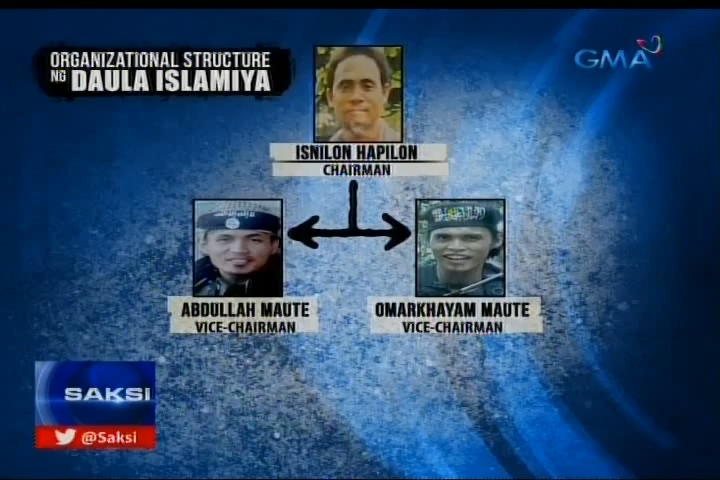 ORGANIZATIONAL STRUCTURE
NG DAULA ISLAMIYA
GMA
ISNILON HAPILON
CHAIRMAN
ABDULLAH MAUTE
VICE-CHAIRMAN
OMARKHAYAM MAUTE
VICE-CHAIRMAN
SAKSI
@Saksi